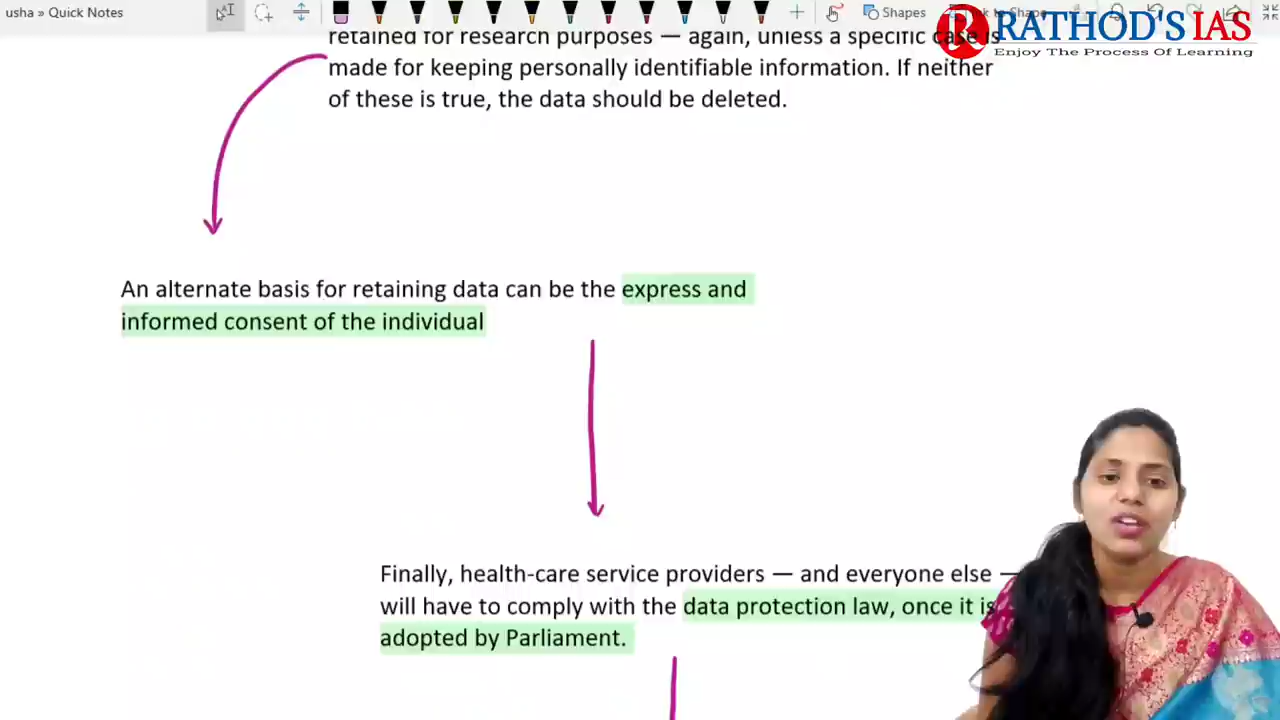 usha » Quick Notes
Shapes
RATHOD'S IAS
Enjoy The Process Of Learning
retained for research purposes — again, unless a specific case is
made for keeping personally identifiable information. If neither
of these is true, the data should be deleted.
An alternate basis for retaining data can be the express and
informed consent of the individual
Finally, health-care service providers — and everyone else —
will have to comply with the data protection law, once it is
adopted by Parliament.